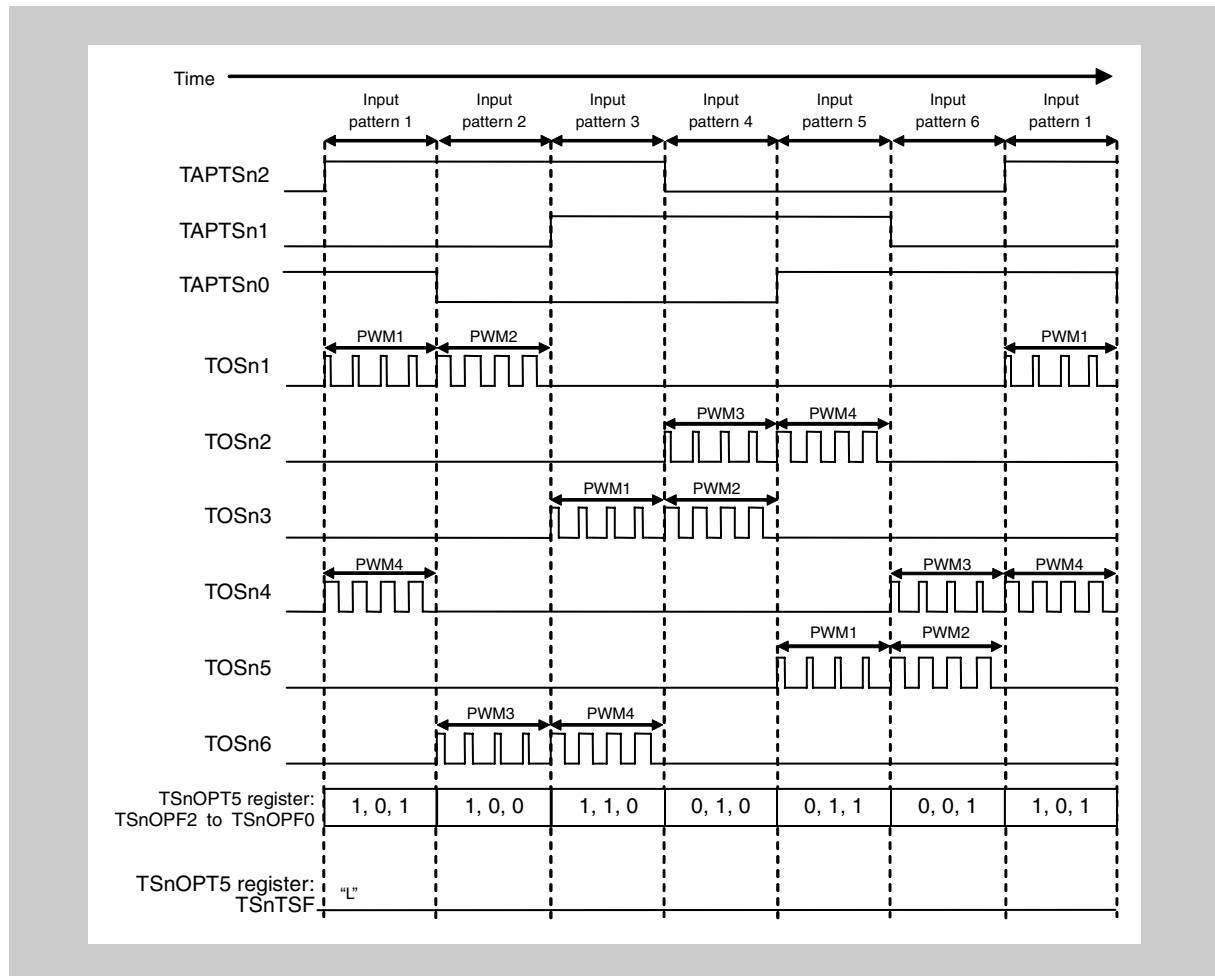 Time
Input pattern 1
Input pattern 2
Input pattern 3
Input pattern 4
Input pattern 5
Input pattern 6
Input pattern 1
TAPTSn2
TAPTSn1
TAPTSn0
PWM1 PWM2 PWM1
TOSn1
PWM3 PWM4
TOSn2
PWM1 PWM2
TOSn3
PWM4 PWM3 PWM4
TOSn4
PWM1 PWM2
TOSn5
PWM3 PWM4
TOSn6
TSnOPT5 register:
TSnOPF2 to TSnOPF0
1, 0, 1 1, 0, 0 1, 1, 0 0, 1, 0 0, 1, 1 0, 0, 1 1, 0, 1
TSnOPT5 register:
TSnTSF
“L”